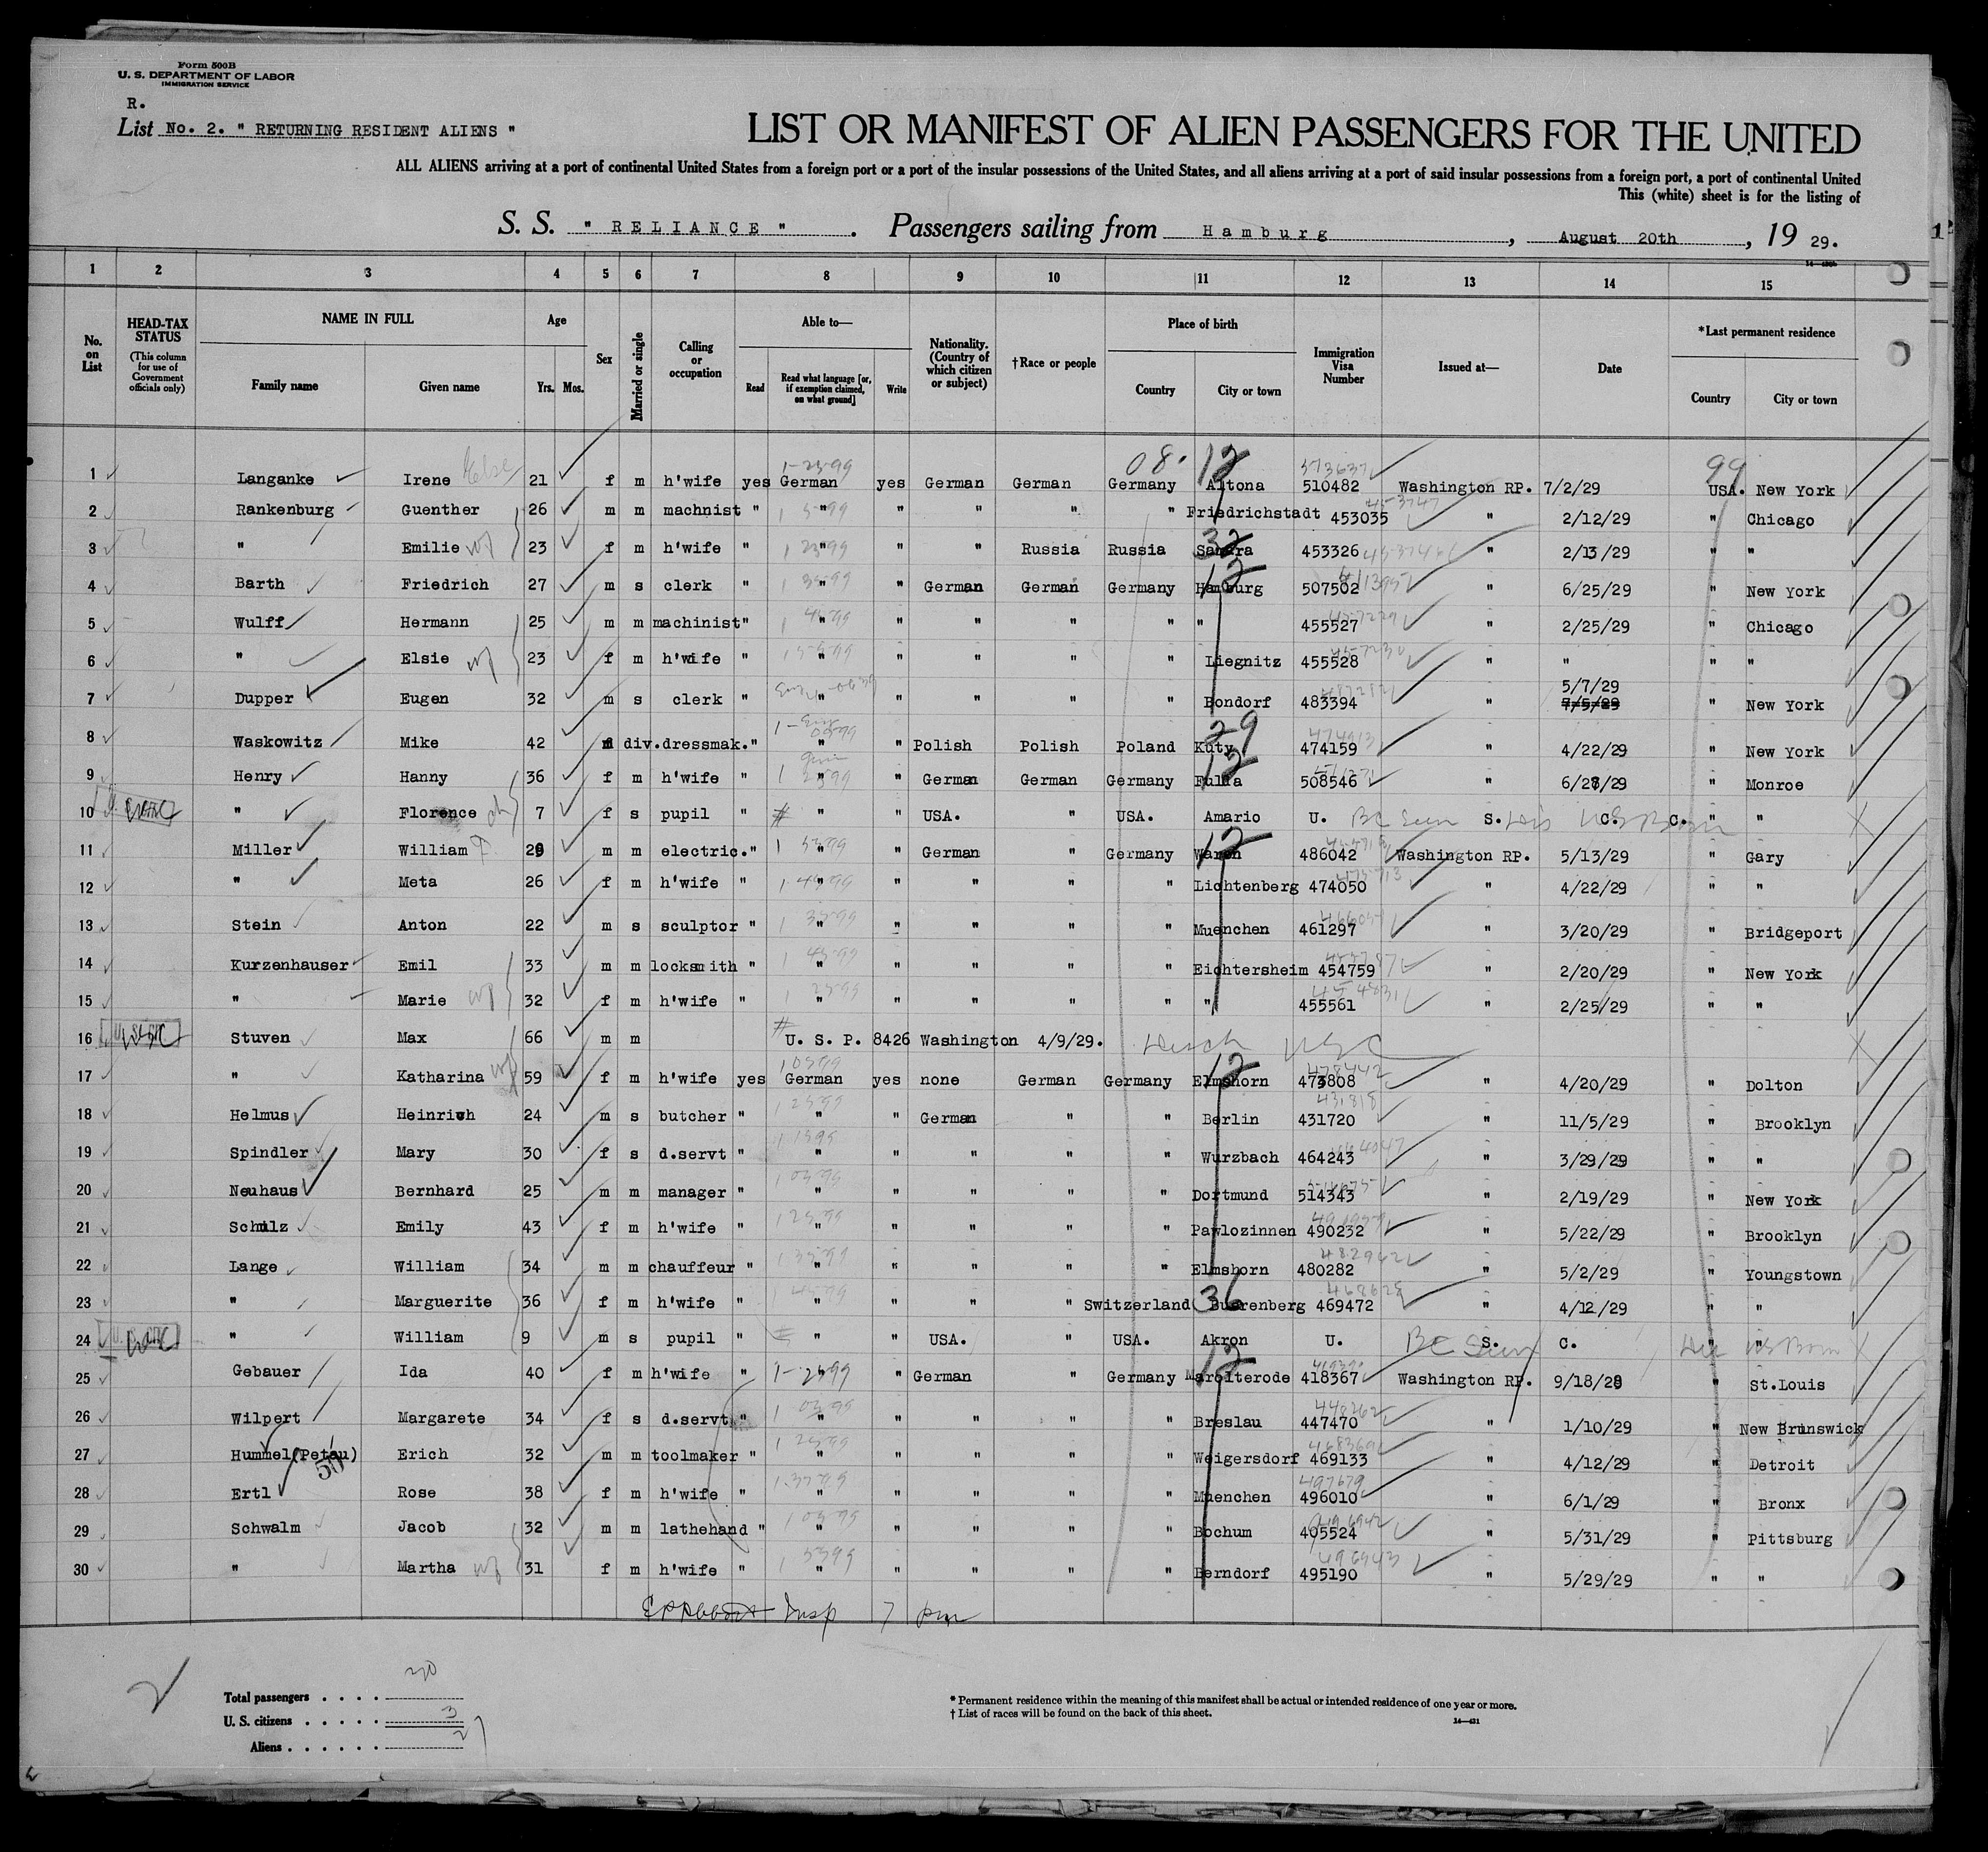 Form 500B
U. S. DEPARTMENT OF LABOR
IMMIGRATION SERVICE
R.
List No. 2. " RETURNING RESIDENT ALIENS "
LIST OR MANIFEST OF ALIEN PASSENGERS FOR THE UNITED
ALL ALIENS arriving at a port of continental United States from a foreign port or a port of the insular possessions of the United States, and all aliens arriving at a port of said insular possessions from a foreign port, a port of continental United
This (white) sheet is for the listing of
S. S. " RELIANCE " . Passengers sailing from Hamburg , August 20th , 19 29.
1 2 3 4 5 6 7 8 9 10 11 12 13 14 15
No. on List
HEAD-TAX STATUS (This column for use of Government officials only)
NAME IN FULL
Family name
Given name
Age
Yrs. Mos.
Sex
Married or single
Calling or occupation
Able to—
Read
Read what language [or, if exemption claimed, on what ground]
Write
Nationality. (Country of which citizen or subject)
†Race or people
Place of birth
Country
City or town
Immigration Visa Number
Issued at—
Date
*Last permanent residence
Country
City or town
08. 12 99
1 Langanke Irene Else 21 f m h'wife yes German yes German German Germany Altona 510482 Washington RP. 7/2/29 USA. New York
2 Rankenburg Guenther 26 m m machnist " " " " " " Friedrichstadt 453035 " 2/12/29 " Chicago
3 " Emilie wf 23 f m h'wife " " " " Russia Russia Samara 453326 " 2/13/29 " "
4 Barth Friedrich 27 m s clerk " " " German German Germany Hamburg 507502 " 6/25/29 " New York
5 Wulff Hermann 25 m m machinist " " " " " " " 455527 " 2/25/29 " Chicago
6 " Elsie wf 23 f m h'wife " " " " " " Liegnitz 455528 " " " "
7 Dupper Eugen 32 m s clerk " " " " " " Bondorf 483394 " 5/7/29 7/5/29 " New York
8 Waskowitz Mike 42 div. dressmak. " " " Polish Polish Poland Kuty 474159 " 4/22/29 " New York
9 Henry Hanny 36 f m h'wife " " " German German Germany Fulda 508546 " 6/28/29 " Monroe
10 " Florence ch 7 f s pupil " # " " USA. " USA. Amario U. S. C. C. " "
11 Miller William 29 m m electric. " " " German " Germany Waren 486042 Washington RP. 5/13/29 " Gary
12 " Meta 26 f m h'wife " " " " " " Lichtenberg 474050 " 4/22/29 " "
13 Stein Anton 22 m s sculptor " " " " " " Muenchen 461297 " 3/20/29 " Bridgeport
14 Kurzenhauser Emil 33 m m locksmith " " " " " " Eichtersheim 454759 " 2/20/29 " New York
15 " Marie wf 32 f m h'wife " " " " " " " 455561 " 2/25/29 " "
16 Stuven Max 66 m m # U. S. P. 8426 Washington 4/9/29. USC
17 " Katharina wf 59 f m h'wife yes German yes none German Germany Elmshorn 473808 " 4/20/29 " Dolton
18 Helmus Heinrich 24 m s butcher " " " German " " Berlin 431720 " 11/5/29 " Brooklyn
19 Spindler Mary 30 f s d.servt " " " " " " Wurzbach 464243 " 3/29/29 " "
20 Neuhaus Bernhard 25 m m manager " " " " " " Dortmund 514343 " 2/19/29 " New York
21 Schulz Emily 43 f m h'wife " " " " " " Pawlozinnen 490232 " 5/22/29 " Brooklyn
22 Lange William 34 m m chauffeur " " " " " " Elmshorn 480282 " 5/2/29 " Youngstown
23 " Marguerite 36 f m h'wife " " " " " Switzerland Buerenberg 469472 " 4/12/29 " "
24 " William 9 m s pupil " " " USA. " USA. Akron U. S. C. " "
25 Gebauer Ida 40 f m h'wife " " German " Germany Marolterode 418367 Washington RP. 9/18/28 " St.Louis
26 Wilpert Margarete 34 f s d.servt " " " " " " Breslau 447470 " 1/10/29 " New Brunswick
27 Hummel(Petau) Erich 32 m m toolmaker " " " " " " Weigersdorf 469133 " 4/12/29 " Detroit
28 Ertl Rose 38 f m h'wife " " " " " " Muenchen 496010 " 6/1/29 " Bronx
29 Schwalm Jacob 32 m m lathehand " " " " " " Bochum 405524 " 5/31/29 " Pittsburg
30 " Martha wf 31 f m h'wife " " " " " " Berndorf 495190 " 5/29/29 " "
Insp 7 pm
Total passengers . . . . 30
U. S. citizens . . . . . 3
Aliens . . . . . . 27
* Permanent residence within the meaning of this manifest shall be actual or intended residence of one year or more.
† List of races will be found on the back of this sheet.
14—431